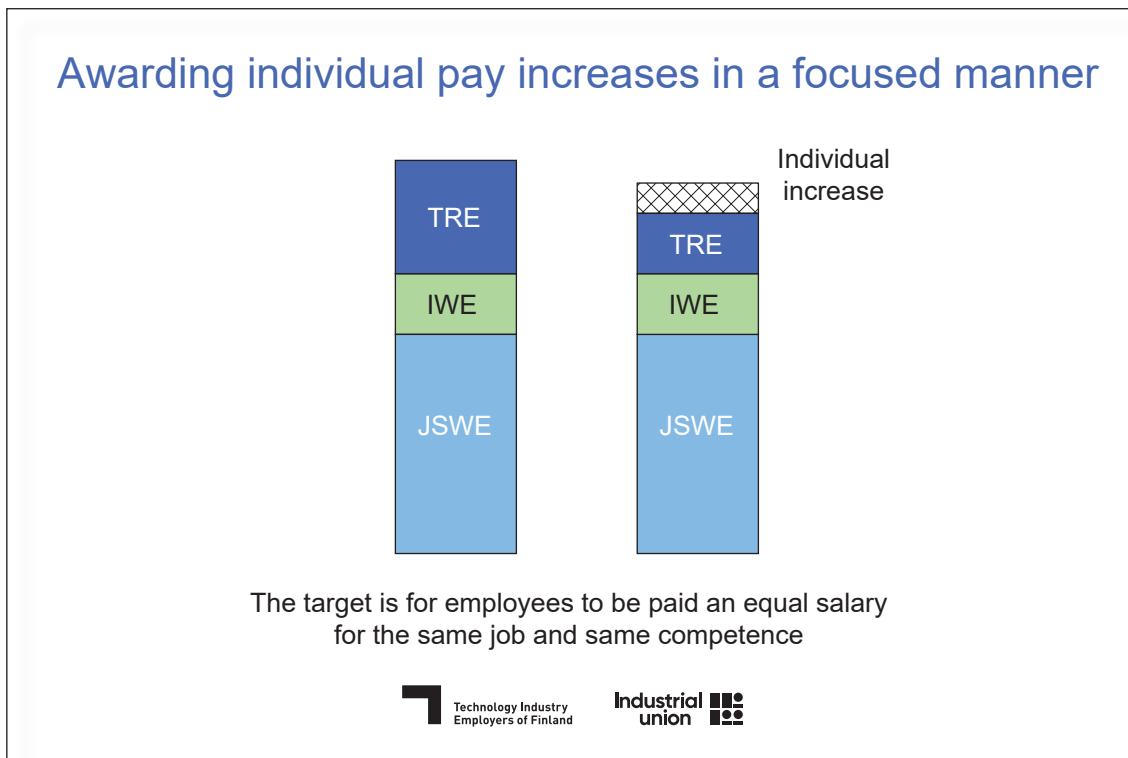 Awarding individual pay increases in a focused manner
Individual
increase
TRE
TRE
IWE
IWE
JSWE
JSWE
The target is for employees to be paid an equal salary
for the same job and same competence
Technology Industry
Employers of Finland
Industrial
union